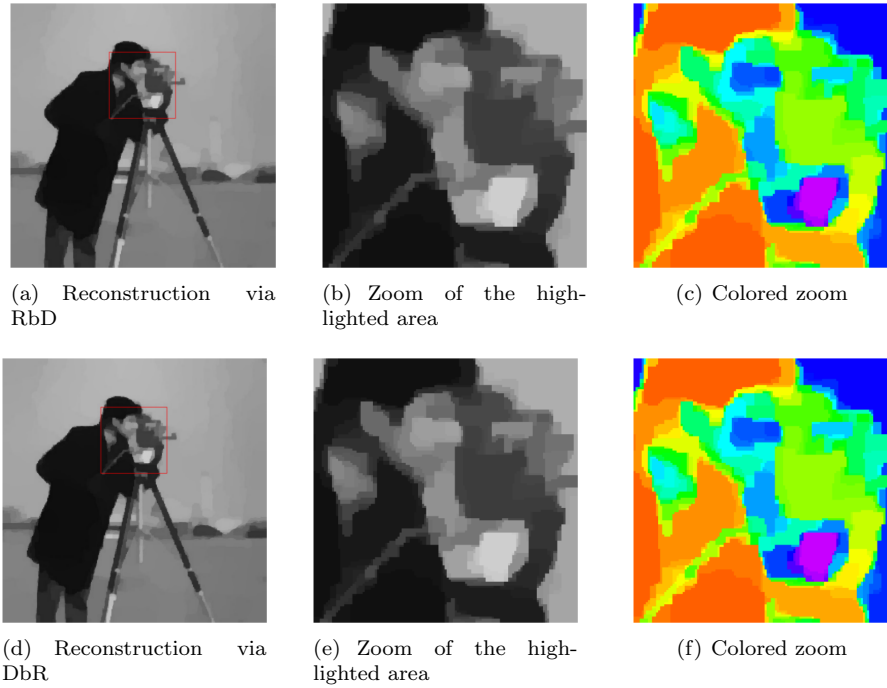 (a) Reconstruction via
RbD
(b) Zoom of the high-
lighted area
(c) Colored zoom
(d) Reconstruction via
DbR
(e) Zoom of the high-
lighted area
(f) Colored zoom